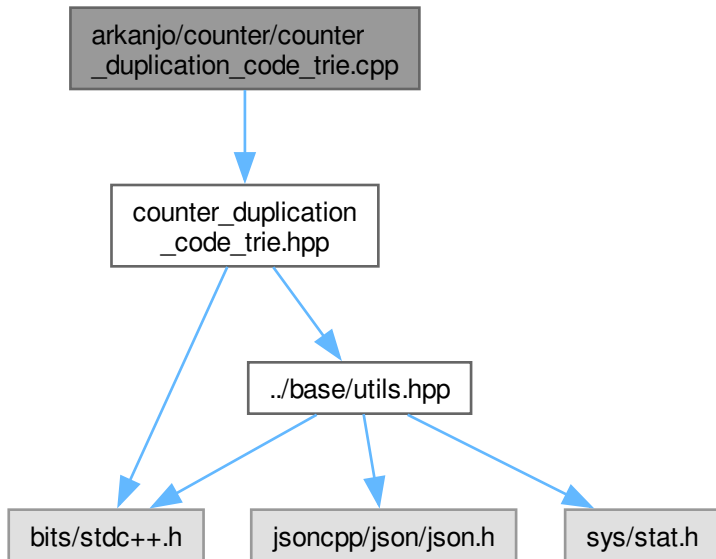 arkanjo/counter/counter
_duplication_code_trie.cpp
counter_duplication
_code_trie.hpp
../base/utils.hpp
bits/stdc++.h
jsoncpp/json/json.h
sys/stat.h